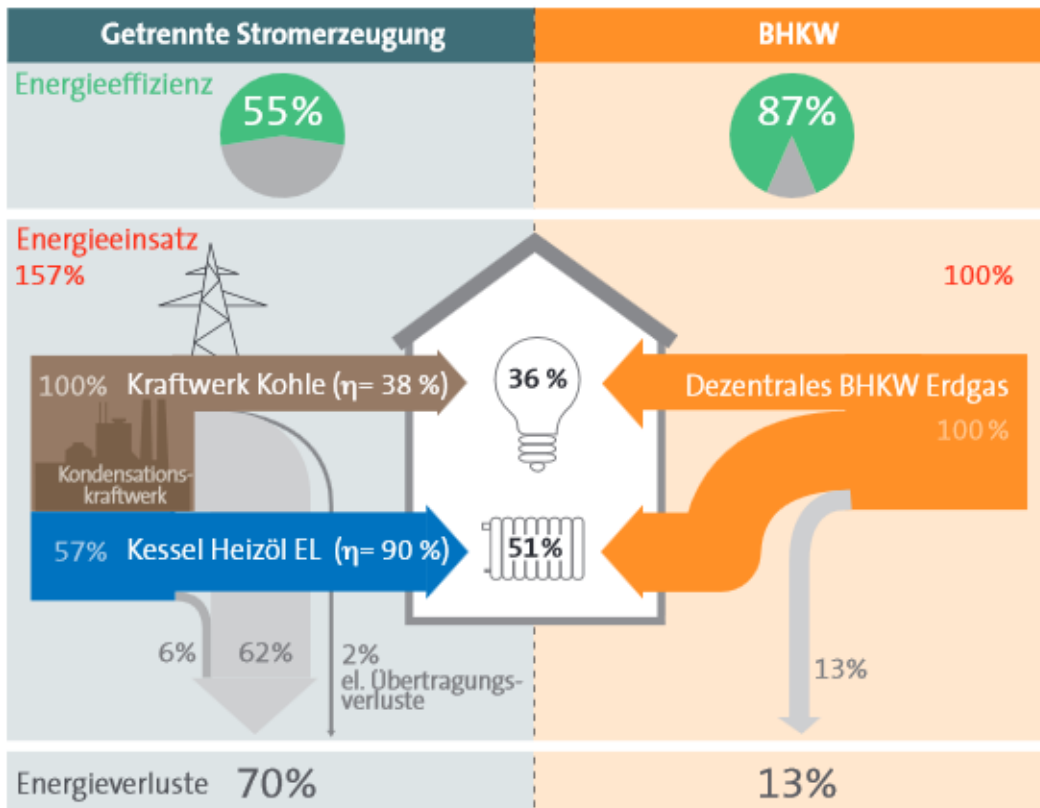 Getrennte Stromerzeugung
BHKW
Energieeffizienz
55%
87%
Energieeinsatz
157%
100%
100%
Kraftwerk Kohle (η= 38 %)
36 %
Dezentrales BHKW Erdgas
100 %
Kondensations-
kraftwerk
57%
Kessel Heizöl EL (η= 90 %)
51%
6%
62%
2%
el. Übertragungs-
verluste
13%
Energieverluste
70%
13%